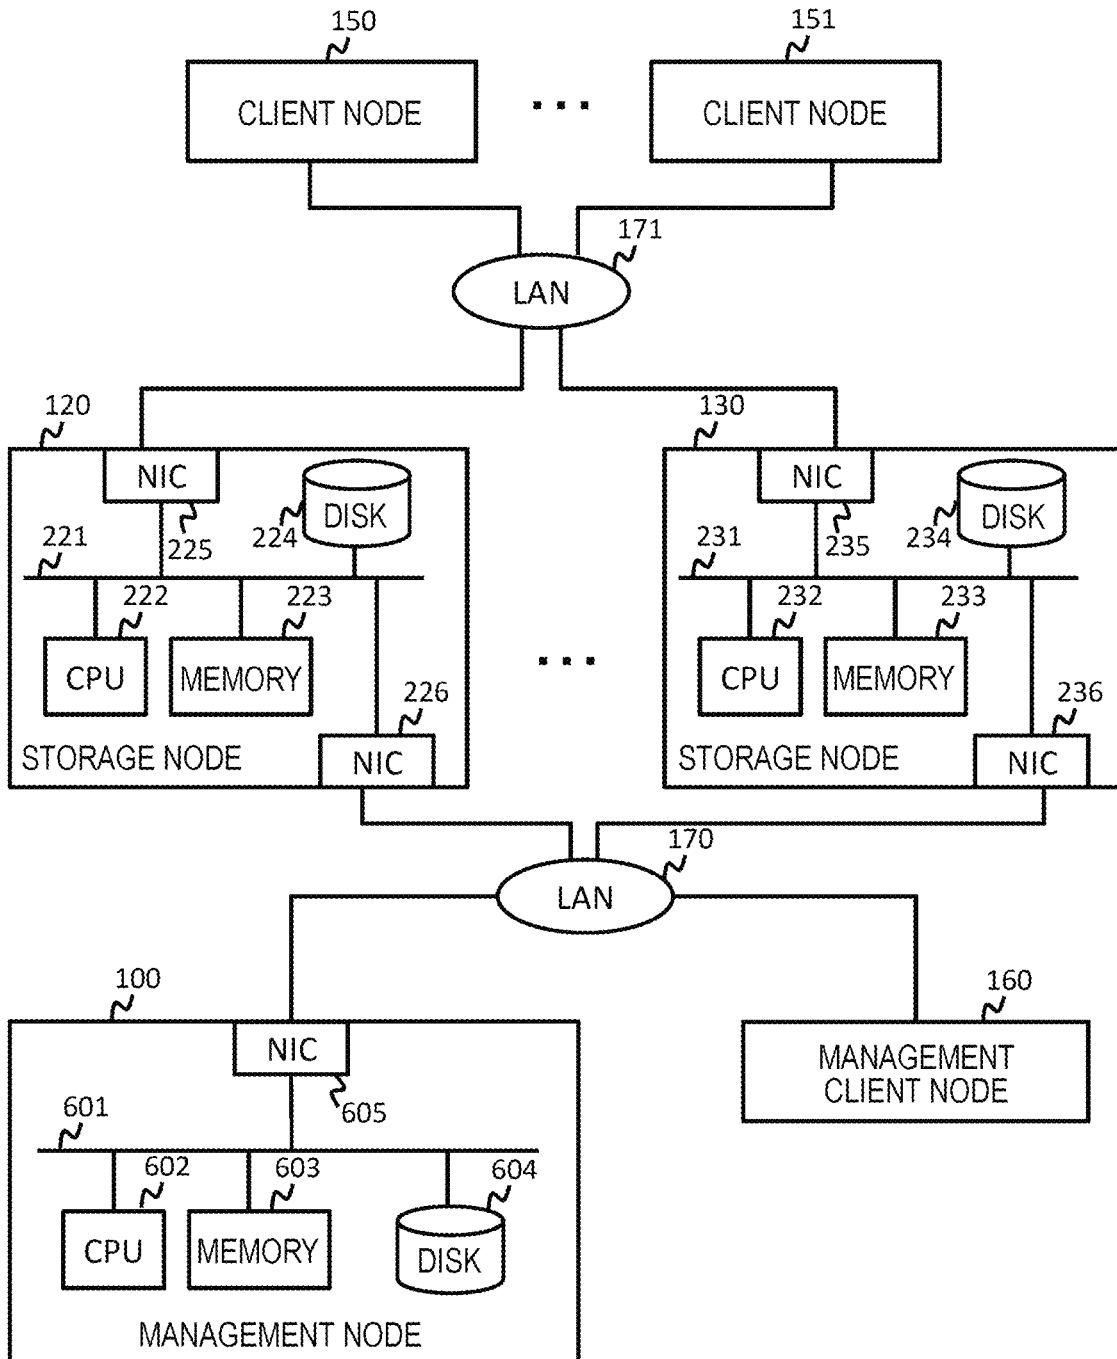 150
151
CLIENT NODE
...
CLIENT NODE
171
LAN
120
130
NIC
NIC
DISK
DISK
221
225
224
231
235
234
222
223
232
233
CPU
MEMORY
...
CPU
MEMORY
226
236
STORAGE NODE
NIC
STORAGE NODE
NIC
170
LAN
100
160
NIC
MANAGEMENT
CLIENT NODE
601
605
602
603
604
CPU
MEMORY
DISK
MANAGEMENT NODE